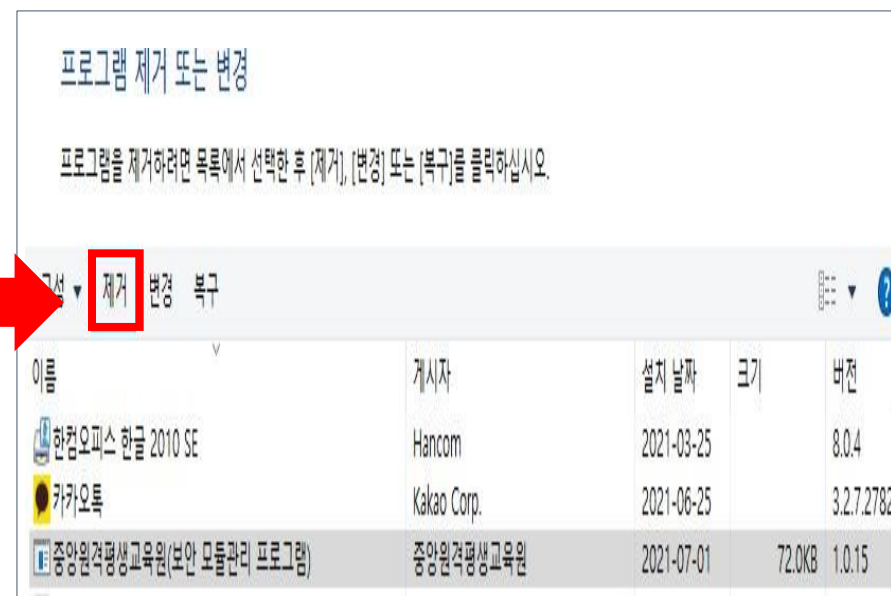 프로그램 제거 또는 변경
프로그램을 제거하려면 목록에서 선택한 후 [제거], [변경] 또는 [복구]를 클릭하십시오.
제거 변경 복구 ?
이름 게시자 설치 날짜 크기 버전
한컴오피스 한글 2010 SE Hancom 2021-03-25 8.0.4
카카오톡 Kakao Corp. 2021-06-25 3.2.7.2782
중앙원격평생교육원(보안 모듈관리 프로그램) 중앙원격평생교육원 2021-07-01 72.0KB 1.0.15